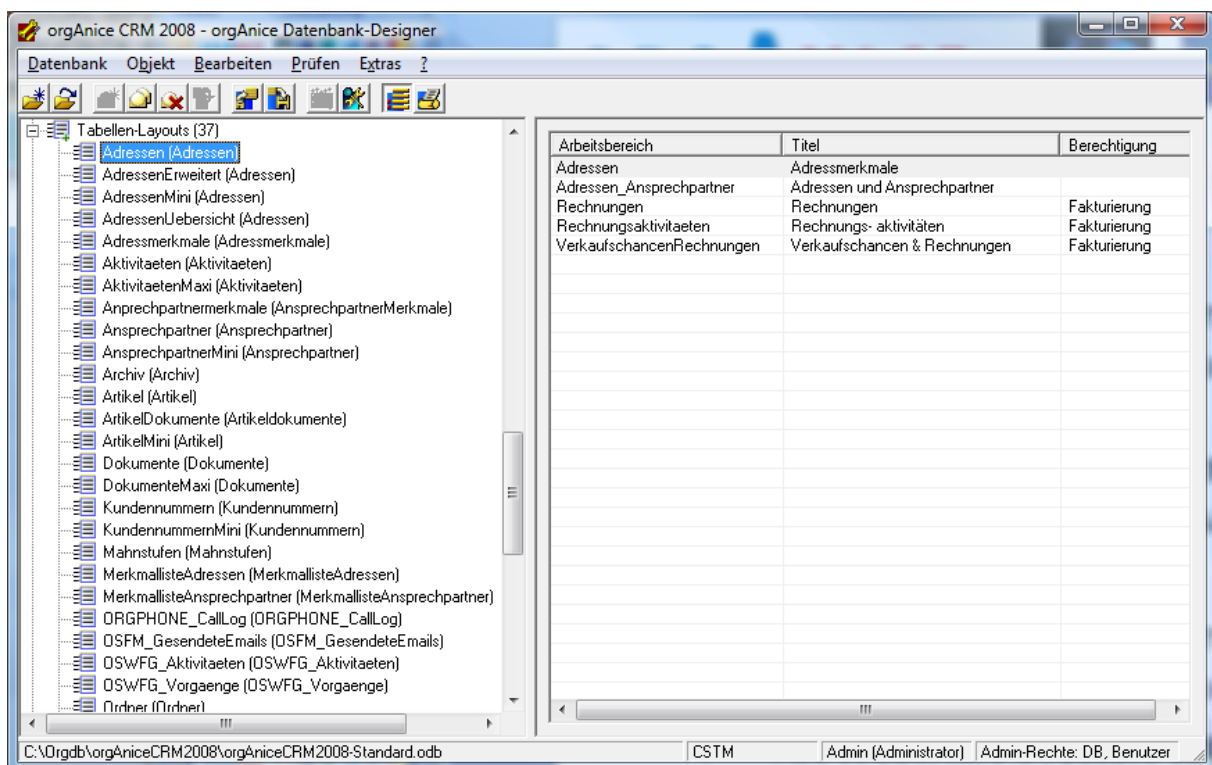 orgAnice CRM 2008 - orgAnice Datenbank-Designer
Datenbank Objekt Bearbeiten Prüfen Extras ?
Tabellen-Layouts (37)
Adressen (Adressen)
AdressenErweitert (Adressen)
AdressenMini (Adressen)
AdressenUebersicht (Adressen)
Adressmerkmale (Adressmerkmale)
Aktivitaeten (Aktivitaeten)
AktivitaetenMaxi (Aktivitaeten)
Anprechpartnermerkmale (AnsprechpartnerMerkmale)
Ansprechpartner (Ansprechpartner)
AnsprechpartnerMini (Ansprechpartner)
Archiv (Archiv)
Artikel (Artikel)
ArtikelDokumente (Artikeldokumente)
ArtikelMini (Artikel)
Dokumente (Dokumente)
DokumenteMaxi (Dokumente)
Kundennummern (Kundennummern)
KundennummernMini (Kundennummern)
Mahnstufen (Mahnstufen)
MerkmallisteAdressen (MerkmallisteAdressen)
MerkmallisteAnsprechpartner (MerkmallisteAnsprechpartner)
ORGPHONE_CallLog (ORGPHONE_CallLog)
OSFM_GesendeteEmails (OSFM_GesendeteEmails)
OSWFG_Aktivitaeten (OSWFG_Aktivitaeten)
OSWFG_Vorgaenge (OSWFG_Vorgaenge)
Ordner (Ordner)
Arbeitsbereich Titel Berechtigung
Adressen Adressmerkmale
Adressen_Ansprechpartner Adressen und Ansprechpartner
Rechnungen Rechnungen Fakturierung
Rechnungsaktivitaeten Rechnungs- aktivitäten Fakturierung
VerkaufschancenRechnungen Verkaufschancen & Rechnungen Fakturierung
C:\Orgdb\orgAniceCRM2008\orgAniceCRM2008-Standard.odb CSTM Admin (Administrator) Admin-Rechte: DB, Benutzer